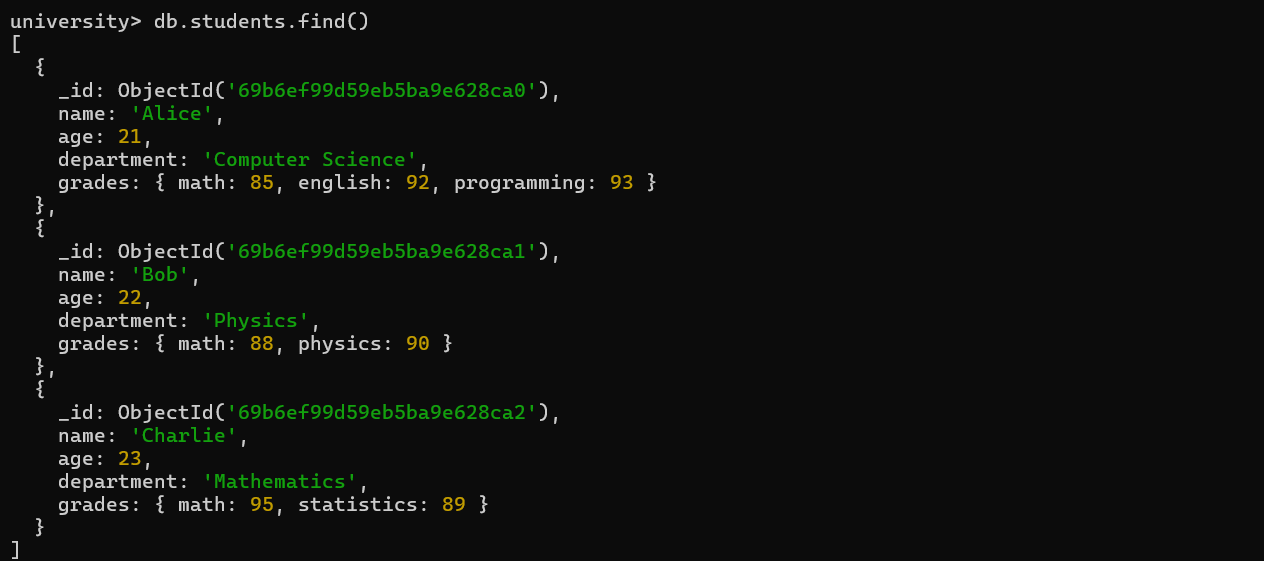 university> db.students.find()
[
  {
    _id: ObjectId('69b6ef99d59eb5ba9e628ca0'),
    name: 'Alice',
    age: 21,
    department: 'Computer Science',
    grades: { math: 85, english: 92, programming: 93 }
  },
  {
    _id: ObjectId('69b6ef99d59eb5ba9e628ca1'),
    name: 'Bob',
    age: 22,
    department: 'Physics',
    grades: { math: 88, physics: 90 }
  },
  {
    _id: ObjectId('69b6ef99d59eb5ba9e628ca2'),
    name: 'Charlie',
    age: 23,
    department: 'Mathematics',
    grades: { math: 95, statistics: 89 }
  }
]